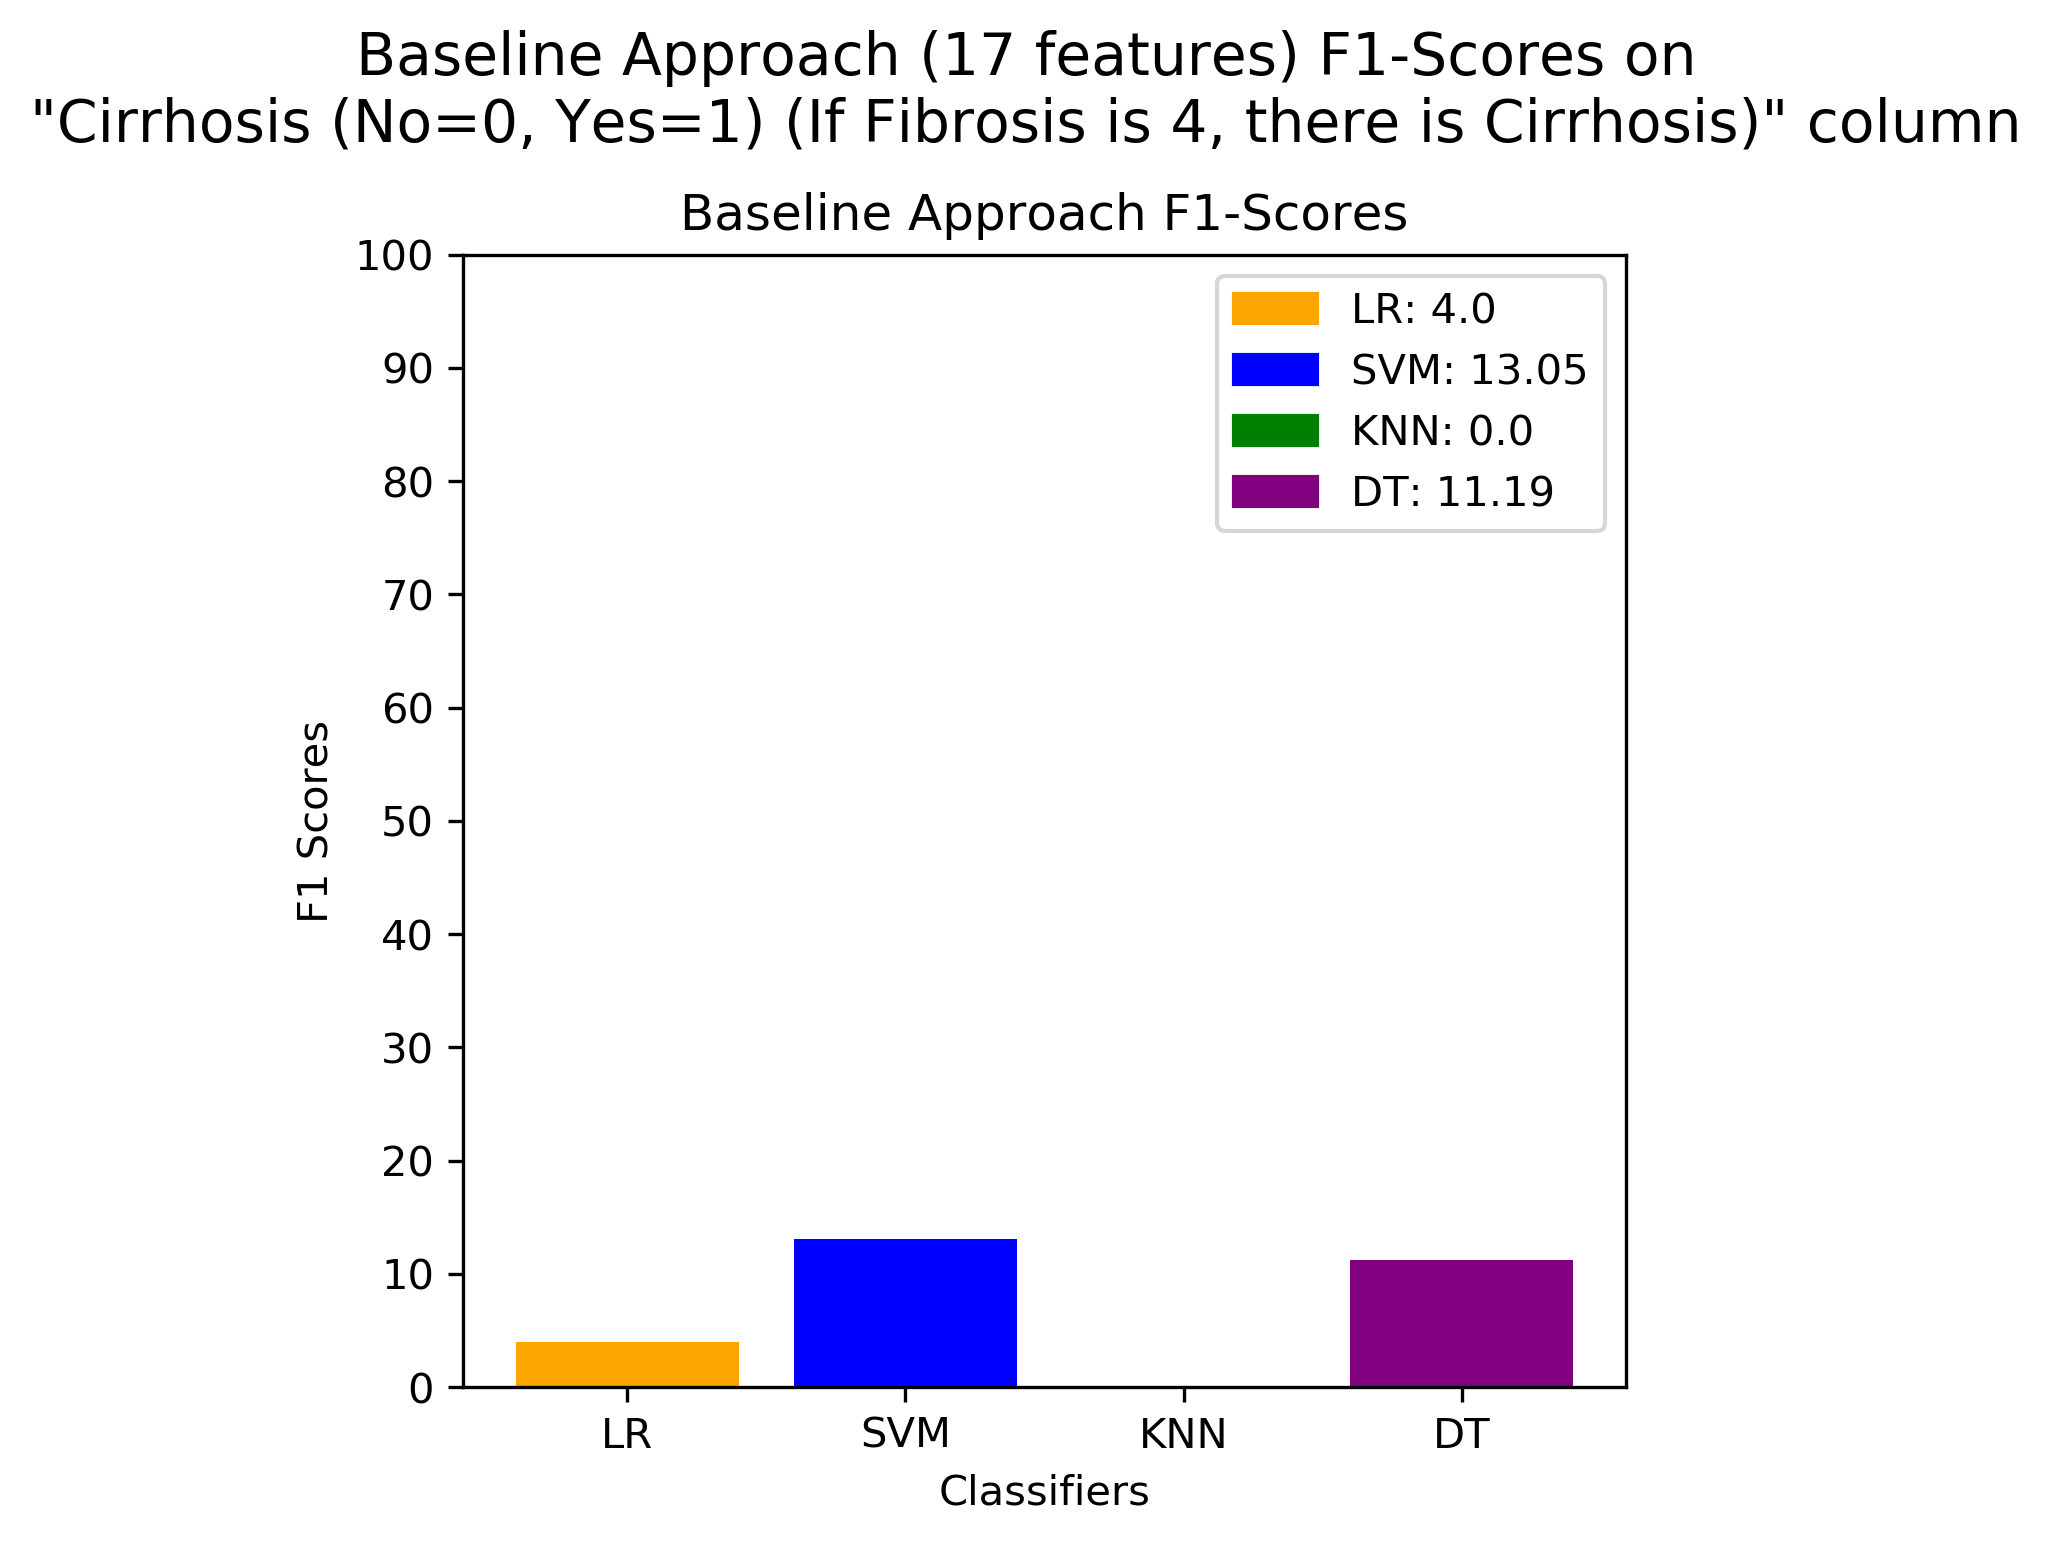 Baseline Approach (17 features) F1-Scores on
"Cirrhosis (No=0, Yes=1) (If Fibrosis is 4, there is Cirrhosis)" column
Baseline Approach F1-Scores
LR: 4.0
SVM: 13.05
KNN: 0.0
DT: 11.19
100
90
80
70
60
50
40
30
20
10
0
F1 Scores
LR SVM KNN DT
Classifiers